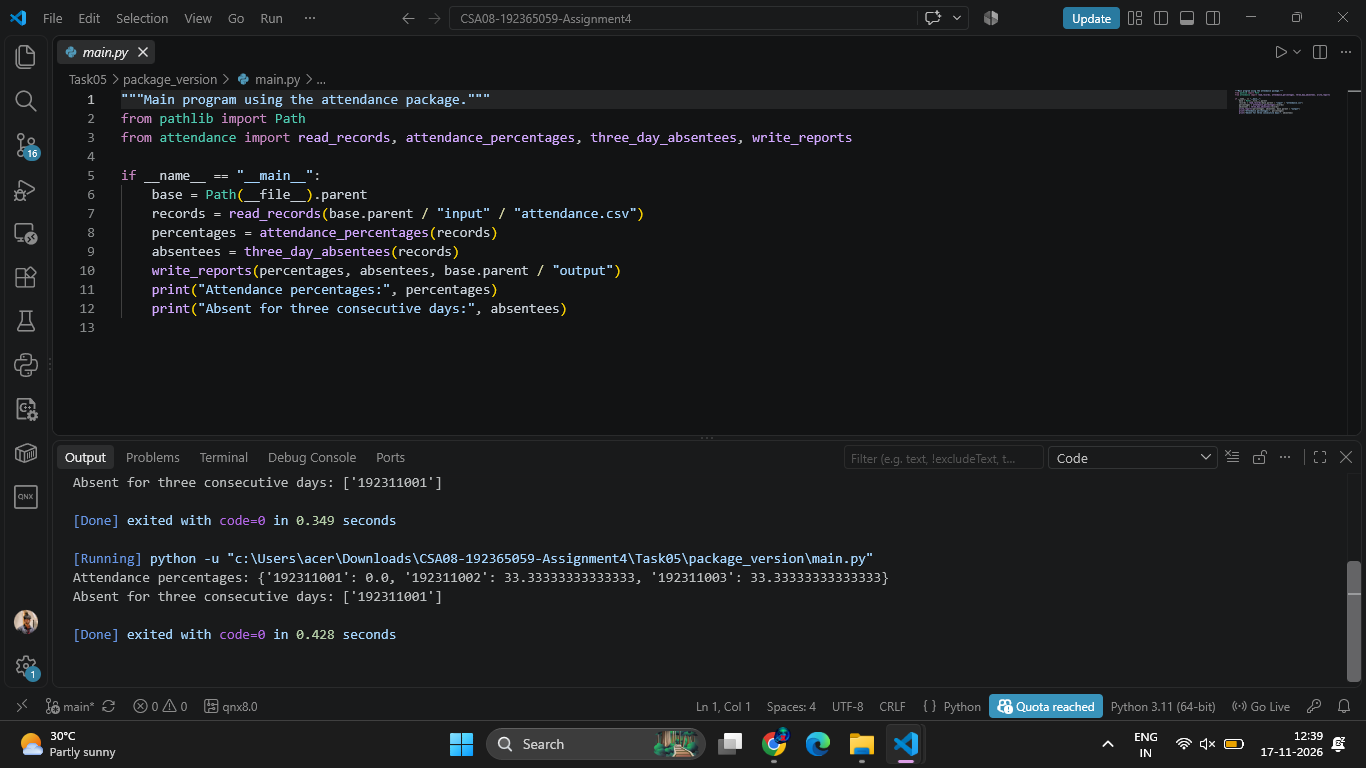 File Edit Selection View Go Run ···
CSA08-192365059-Assignment4
Update
main.py
Task05 > package_version > main.py > ...
1 """Main program using the attendance package."""
2 from pathlib import Path
3 from attendance import read_records, attendance_percentages, three_day_absentees, write_reports
4
5 if __name__ == "__main__":
6     base = Path(__file__).parent
7     records = read_records(base.parent / "input" / "attendance.csv")
8     percentages = attendance_percentages(records)
9     absentees = three_day_absentees(records)
10     write_reports(percentages, absentees, base.parent / "output")
11     print("Attendance percentages:", percentages)
12     print("Absent for three consecutive days:", absentees)
13
16
QNX
1
Output Problems Terminal Debug Console Ports
Filter (e.g. text, !excludeText, t...
Code
Absent for three consecutive days: ['192311001']
[Done] exited with code=0 in 0.349 seconds
[Running] python -u "c:\Users\acer\Downloads\CSA08-192365059-Assignment4\Task05\package_version\main.py"
Attendance percentages: {'192311001': 0.0, '192311002': 33.33333333333333, '192311003': 33.33333333333333}
Absent for three consecutive days: ['192311001']
[Done] exited with code=0 in 0.428 seconds
main* 0 0 qnx8.0
Ln 1, Col 1 Spaces: 4 UTF-8 CRLF { } Python Quota reached Python 3.11 (64-bit) Go Live
30°C
Partly sunny
Search
ENG
IN
12:39
17-11-2026